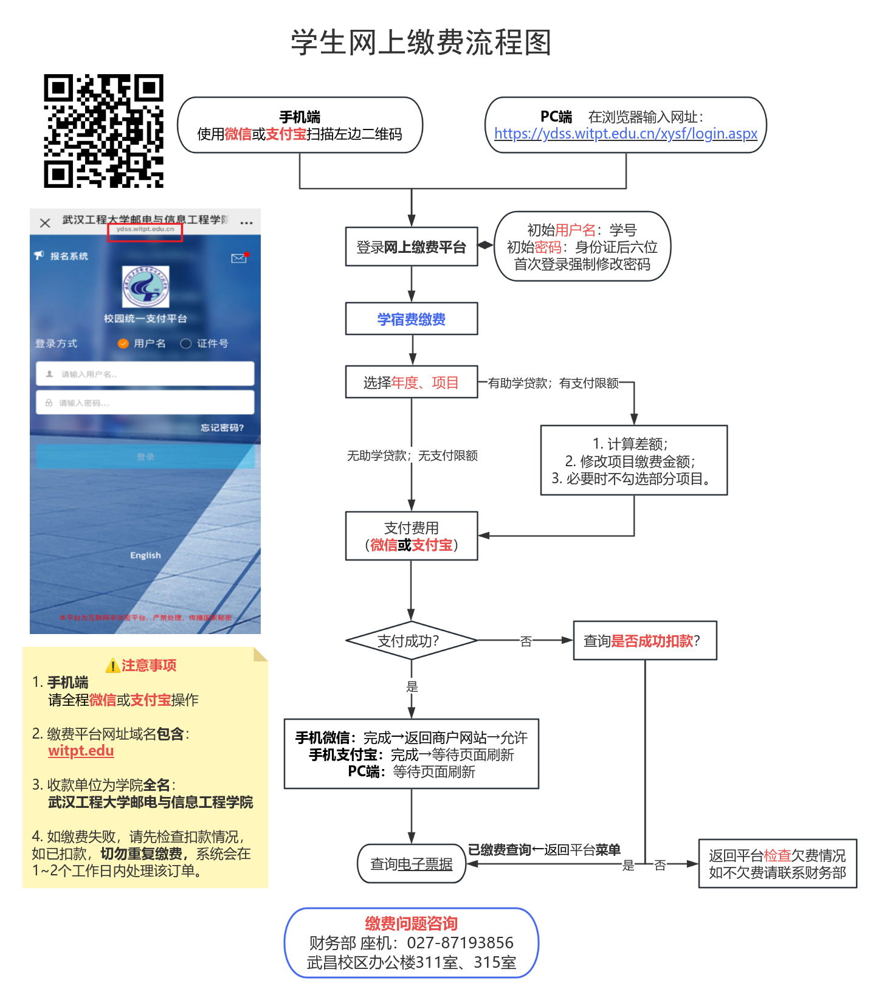 学生网上缴费流程图
手机端
使用微信或支付宝扫描左边二维码
PC端 在浏览器输入网址：
https://ydss.witpt.edu.cn/xysf/login.aspx
武汉工程大学邮电与信息工程学院
ydss.witpt.edu.cn
报名系统
校园统一支付平台
登录方式 用户名 证件号
请输入用户名..
请输入密码...
忘记密码?
登录
English
本平台为互联网非涉密平台，严禁处理、传播国家秘密
登录网上缴费平台
初始用户名：学号
初始密码：身份证后六位
首次登录强制修改密码
学宿费缴费
选择年度、项目
有助学贷款；有支付限额
无助学贷款；无支付限额
1. 计算差额；
2. 修改项目缴费金额；
3. 必要时不勾选部分项目。
支付费用
（微信或支付宝）
支付成功？
否
查询是否成功扣款？
是
手机微信：完成→返回商户网站→允许
手机支付宝：完成→等待页面刷新
PC端：等待页面刷新
查询电子票据
已缴费查询←返回平台菜单
是
否
返回平台检查欠费情况
如不欠费请联系财务部
⚠️注意事项
1. 手机端
请全程微信或支付宝操作
2. 缴费平台网址域名包含：
witpt.edu
3. 收款单位为学院全名：
武汉工程大学邮电与信息工程学院
4. 如缴费失败，请先检查扣款情况，
如已扣款，切勿重复缴费，系统会在
1~2个工作日内处理该订单。
缴费问题咨询
财务部 座机：027-87193856
武昌校区办公楼311室、315室